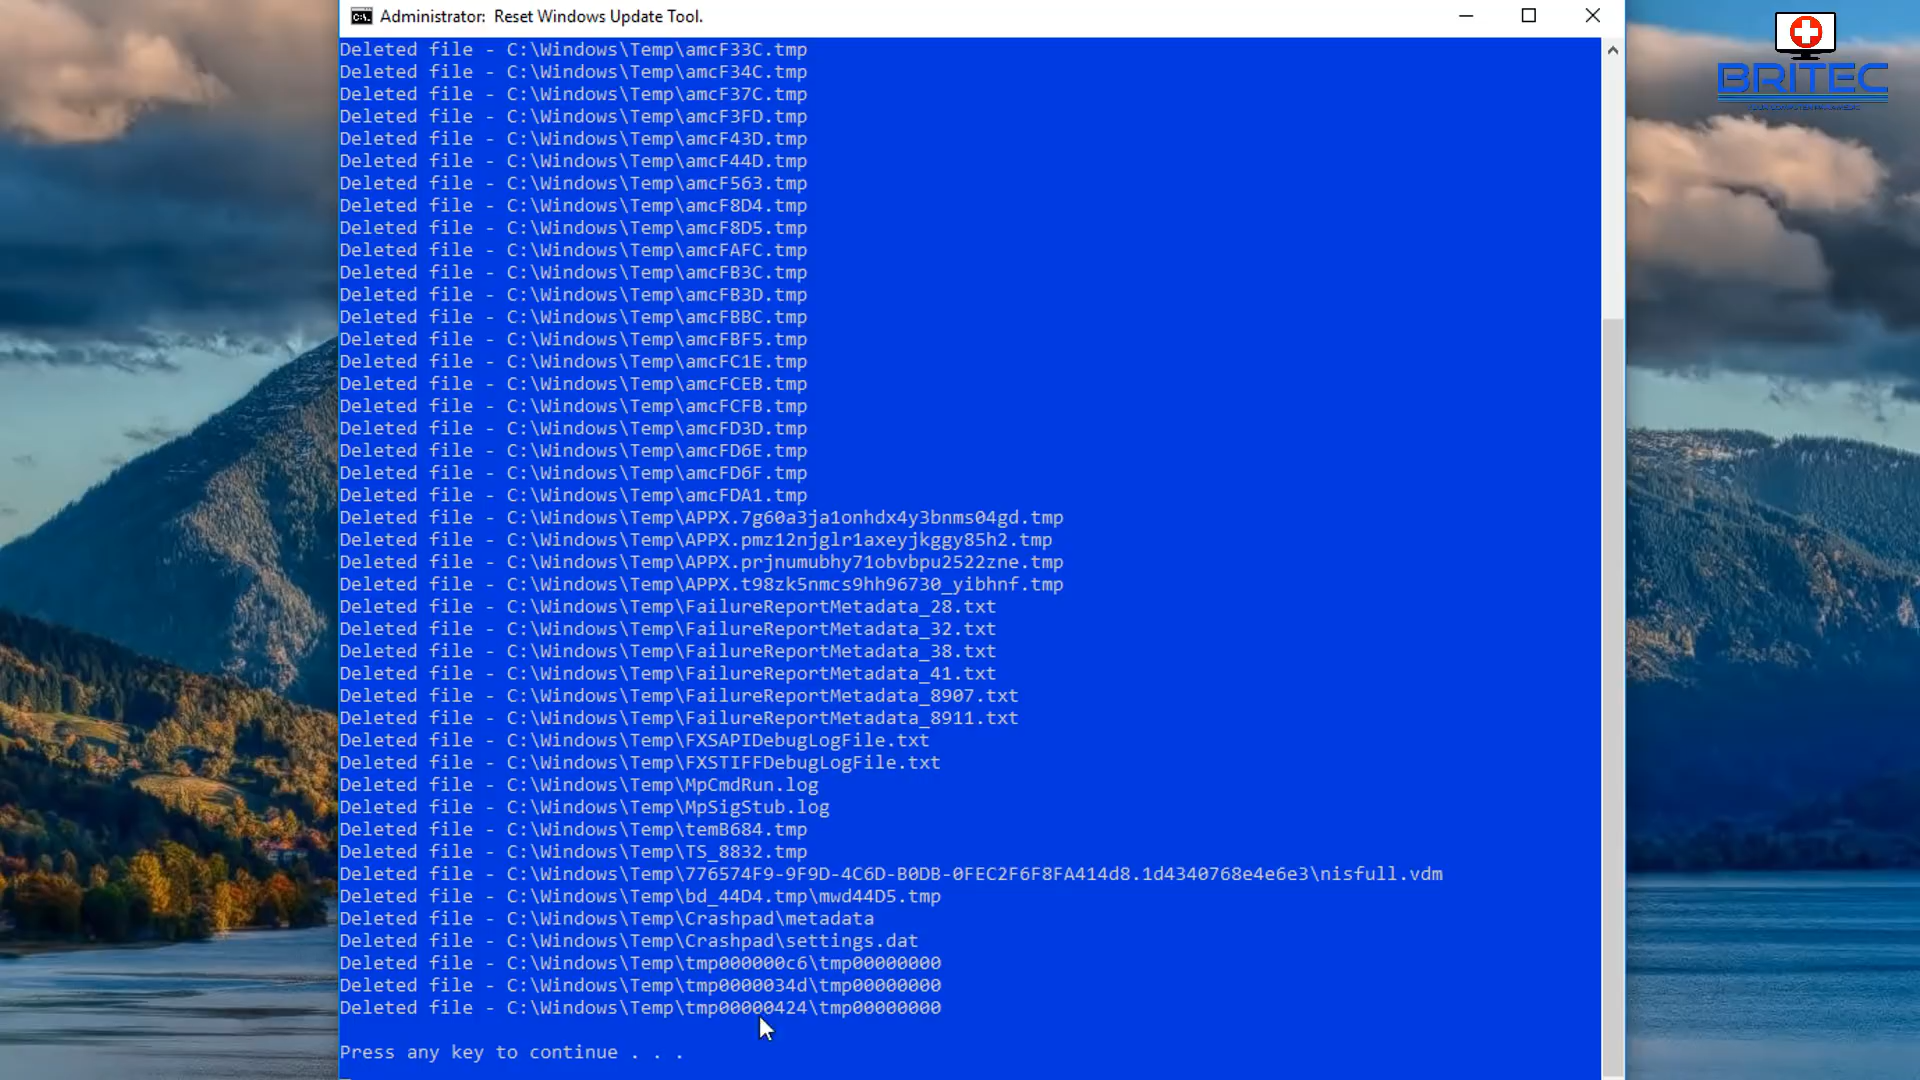 Administrator: Reset Windows Update Tool.
BRITEC
Deleted file - C:\Windows\Temp\amcF33C.tmp
Deleted file - C:\Windows\Temp\amcF34C.tmp
Deleted file - C:\Windows\Temp\amcF37C.tmp
Deleted file - C:\Windows\Temp\amcF3FD.tmp
Deleted file - C:\Windows\Temp\amcF43D.tmp
Deleted file - C:\Windows\Temp\amcF44D.tmp
Deleted file - C:\Windows\Temp\amcF563.tmp
Deleted file - C:\Windows\Temp\amcF8D4.tmp
Deleted file - C:\Windows\Temp\amcF8D5.tmp
Deleted file - C:\Windows\Temp\amcFAFC.tmp
Deleted file - C:\Windows\Temp\amcFB3C.tmp
Deleted file - C:\Windows\Temp\amcFB3D.tmp
Deleted file - C:\Windows\Temp\amcFBBC.tmp
Deleted file - C:\Windows\Temp\amcFBF5.tmp
Deleted file - C:\Windows\Temp\amcFC1E.tmp
Deleted file - C:\Windows\Temp\amcFCEB.tmp
Deleted file - C:\Windows\Temp\amcFCFB.tmp
Deleted file - C:\Windows\Temp\amcFD3D.tmp
Deleted file - C:\Windows\Temp\amcFD6E.tmp
Deleted file - C:\Windows\Temp\amcFD6F.tmp
Deleted file - C:\Windows\Temp\amcFDA1.tmp
Deleted file - C:\Windows\Temp\APPX.7g60a3ja1onhdx4y3bnms04gd.tmp
Deleted file - C:\Windows\Temp\APPX.pmz12njglr1axeyjkggy85h2.tmp
Deleted file - C:\Windows\Temp\APPX.prjnumubhy71obvbpu2522zne.tmp
Deleted file - C:\Windows\Temp\APPX.t98zk5nmcs9hh96730_yibhnf.tmp
Deleted file - C:\Windows\Temp\FailureReportMetadata_28.txt
Deleted file - C:\Windows\Temp\FailureReportMetadata_32.txt
Deleted file - C:\Windows\Temp\FailureReportMetadata_38.txt
Deleted file - C:\Windows\Temp\FailureReportMetadata_41.txt
Deleted file - C:\Windows\Temp\FailureReportMetadata_8907.txt
Deleted file - C:\Windows\Temp\FailureReportMetadata_8911.txt
Deleted file - C:\Windows\Temp\FXSAPIDebugLogFile.txt
Deleted file - C:\Windows\Temp\FXSTIFFDebugLogFile.txt
Deleted file - C:\Windows\Temp\MpCmdRun.log
Deleted file - C:\Windows\Temp\MpSigStub.log
Deleted file - C:\Windows\Temp\temB684.tmp
Deleted file - C:\Windows\Temp\TS_8832.tmp
Deleted file - C:\Windows\Temp\776574F9-9F9D-4C6D-B0DB-0FEC2F6F8FA414d8.1d4340768e4e6e3\nisfull.vdm
Deleted file - C:\Windows\Temp\bd_44D4.tmp\mwd44D5.tmp
Deleted file - C:\Windows\Temp\Crashpad\metadata
Deleted file - C:\Windows\Temp\Crashpad\settings.dat
Deleted file - C:\Windows\Temp\tmp000000c6\tmp00000000
Deleted file - C:\Windows\Temp\tmp0000034d\tmp00000000
Deleted file - C:\Windows\Temp\tmp00000424\tmp00000000
Press any key to continue . . .